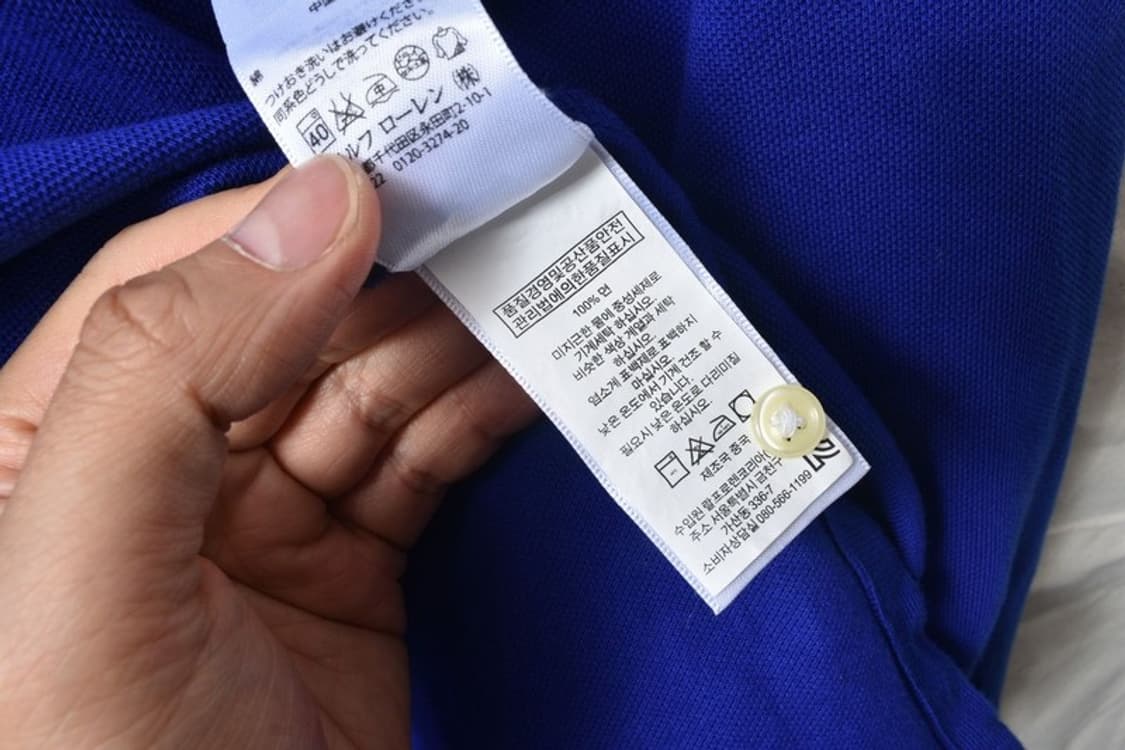 中国
綿
つけおき洗いはお避けください。
同系色どうしで洗ってください。
40
ルフ ローレン (株)
都千代田区永田町2-10-1
22 0120-3274-20
품질경영및공산품안전
관리법에의한품질표시
100% 면
미지근한 물에 중성세제로
기계세탁 하십시오.
비슷한 색상 계열과 세탁
하십시오.
염소계 표백제로 표백하지
마십시오.
낮은 온도에서 기계 건조 할 수
있습니다.
필요시 낮은 온도로 다리미질
하십시오.
제조국 중국
수입원 랄프로렌코리아
주소 서울특별시 금천구
가산동 336-7
소비자상담실 080-566-1199